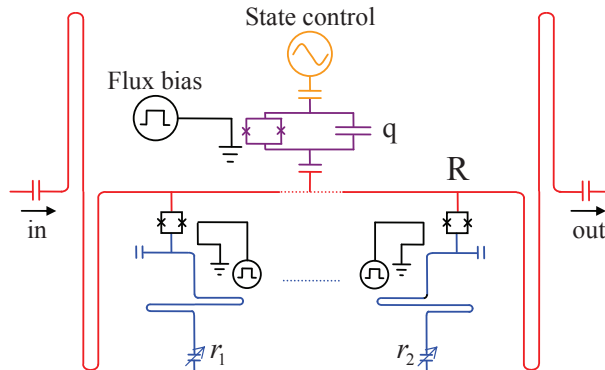 State control
Flux bias
q
R
in
out
r1
r2